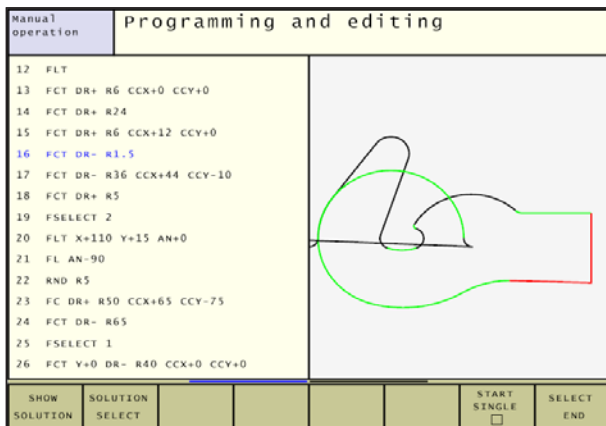 Manual
operation
Programming and editing
12 FLT
13 FCT DR+ R6 CCX+0 CCY+0
14 FCT DR+ R24
15 FCT DR+ R6 CCX+12 CCY+0
16 FCT DR- R1.5
17 FCT DR- R36 CCX+44 CCY-10
18 FCT DR+ R5
19 FSELECT 2
20 FLT X+110 Y+15 AN+0
21 FL AN-90
22 RND R5
23 FC DR+ R50 CCX+65 CCY-75
24 FCT DR- R65
25 FSELECT 1
26 FCT Y+0 DR- R40 CCX+0 CCY+0
SHOW
SOLUTION
SOLUTION
SELECT
START
SINGLE
SELECT
END